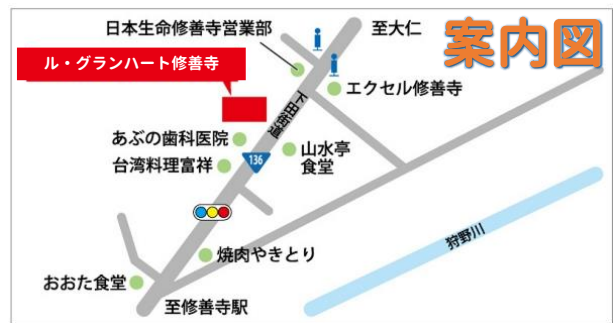 案内図
日本生命修善寺営業部
至大仁
ル・グランハート修善寺
エクセル修善寺
下田街道
あぶの歯科医院
山水亭
食堂
台湾料理富祥
136
狩野川
焼肉やきとり
おおた食堂
至修善寺駅